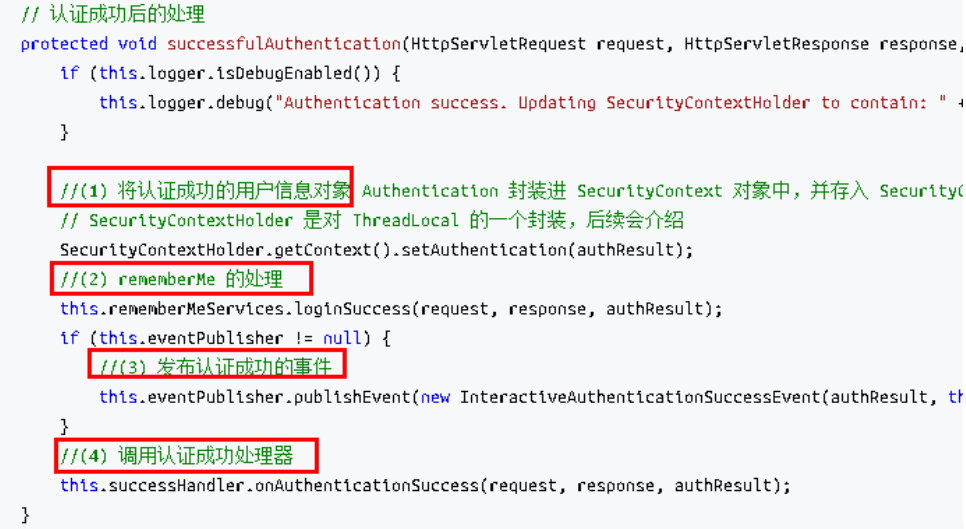 // 认证成功后的处理
protected void successfulAuthentication(HttpServletRequest request, HttpServletResponse response,
if (this.logger.isDebugEnabled()) {
this.logger.debug("Authentication success. Updating SecurityContextHolder to contain: " +
}
//(1) 将认证成功的用户信息对象 Authentication 封装进 SecurityContext 对象中，并存入 SecurityC
// SecurityContextHolder 是对 ThreadLocal 的一个封装，后续会介绍
SecurityContextHolder.getContext().setAuthentication(authResult);
//(2) rememberMe 的处理
this.rememberMeServices.loginSuccess(request, response, authResult);
if (this.eventPublisher != null) {
//(3) 发布认证成功的事件
this.eventPublisher.publishEvent(new InteractiveAuthenticationSuccessEvent(authResult, th
}
//(4) 调用认证成功处理器
this.successHandler.onAuthenticationSuccess(request, response, authResult);
}